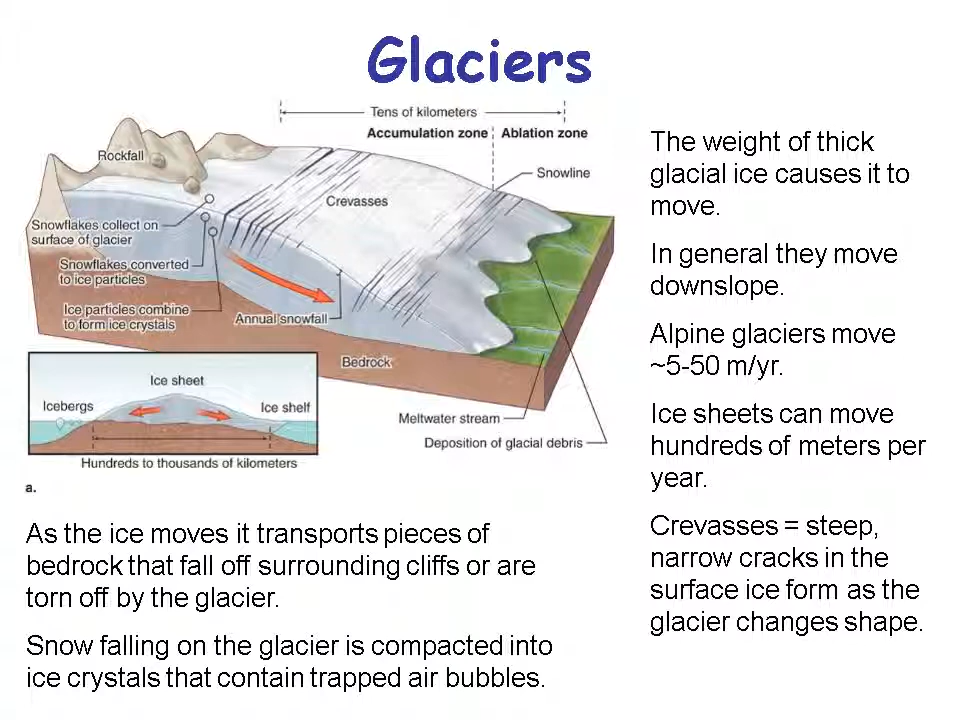 Glaciers
Tens of kilometers
Accumulation zone
Ablation zone
Rockfall
Snowline
Crevasses
Snowflakes collect on
surface of glacier
Snowflakes converted
to ice particles
Ice particles combine
to form ice crystals
Annual snowfall
Bedrock
Ice sheet
Icebergs
Ice shelf
Meltwater stream
Deposition of glacial debris
Hundreds to thousands of kilometers
a.
The weight of thick
glacial ice causes it to
move.
In general they move
downslope.
Alpine glaciers move
~5-50 m/yr.
Ice sheets can move
hundreds of meters per
year.
Crevasses = steep,
narrow cracks in the
surface ice form as the
glacier changes shape.
As the ice moves it transports pieces of
bedrock that fall off surrounding cliffs or are
torn off by the glacier.
Snow falling on the glacier is compacted into
ice crystals that contain trapped air bubbles.